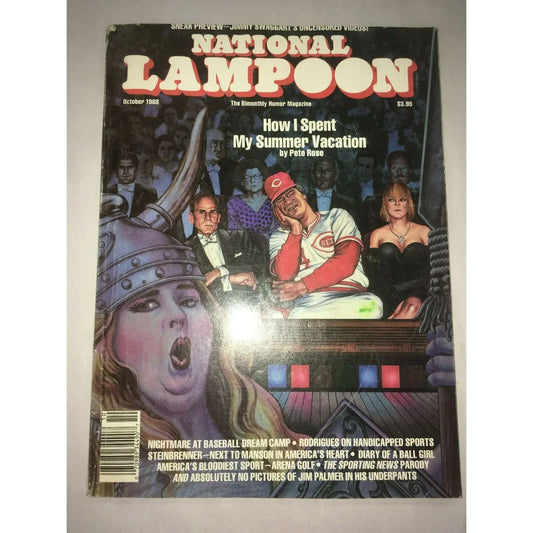 SNEAK PREVIEW—JIMMY SWAGGART'S UNCENSORED VIDEOS!
NATIONAL
LAMPOON
October 1988
The Bimonthly Humor Magazine
$3.95
How I Spent
My Summer Vacation
by Pete Rose
REDS
10
NIGHTMARE AT BASEBALL DREAM CAMP • RODRIGUES ON HANDICAPPED SPORTS
STEINBRENNER—NEXT TO MANSON IN AMERICA'S HEART • DIARY OF A BALL GIRL
AMERICA'S BLOODIEST SPORT—ARENA GOLF • THE SPORTING NEWS PARODY
AND ABSOLUTELY NO PICTURES OF JIM PALMER IN HIS UNDERPANTS